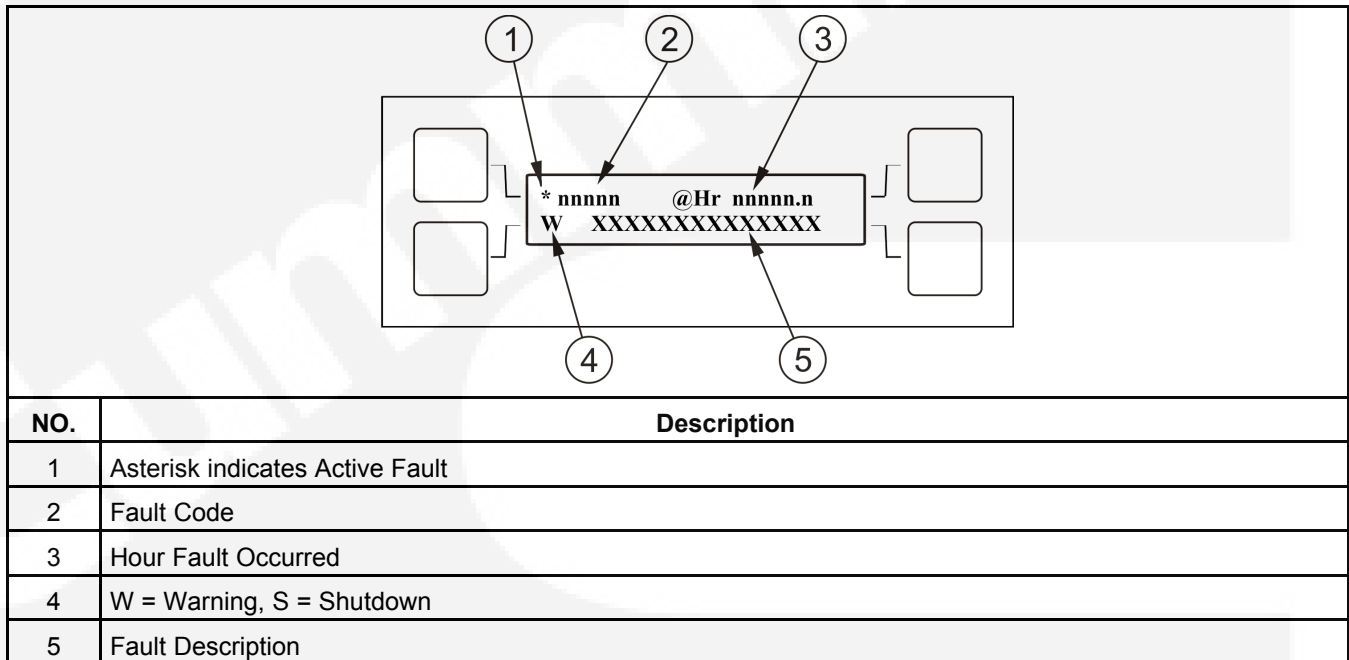 1 2 3
* nnnnn @Hr nnnnn.n
W XXXXXXXXXXXXXX
4 5
NO. Description
1 Asterisk indicates Active Fault
2 Fault Code
3 Hour Fault Occurred
4 W = Warning, S = Shutdown
5 Fault Description